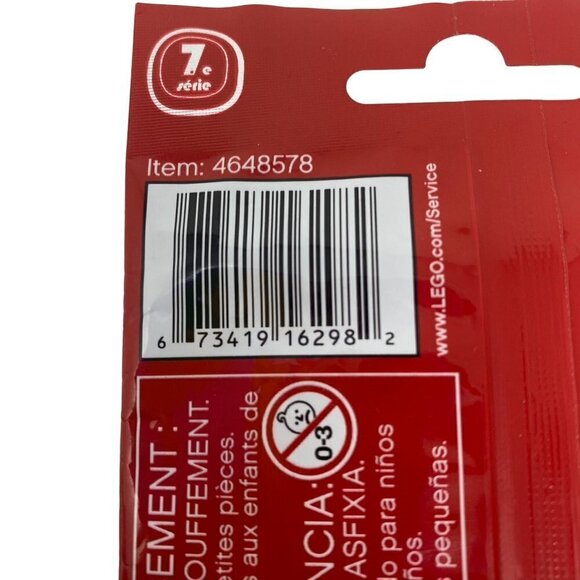 7.e
série
Item: 4648578
6 73419 16298 2
www.LEGO.com/Service
0-3
EMENT :
OUFFEMENT.
etites pièces.
s aux enfants de
NCIA:
ASFIXIA.
do para niños
ños.
s pequeñas.